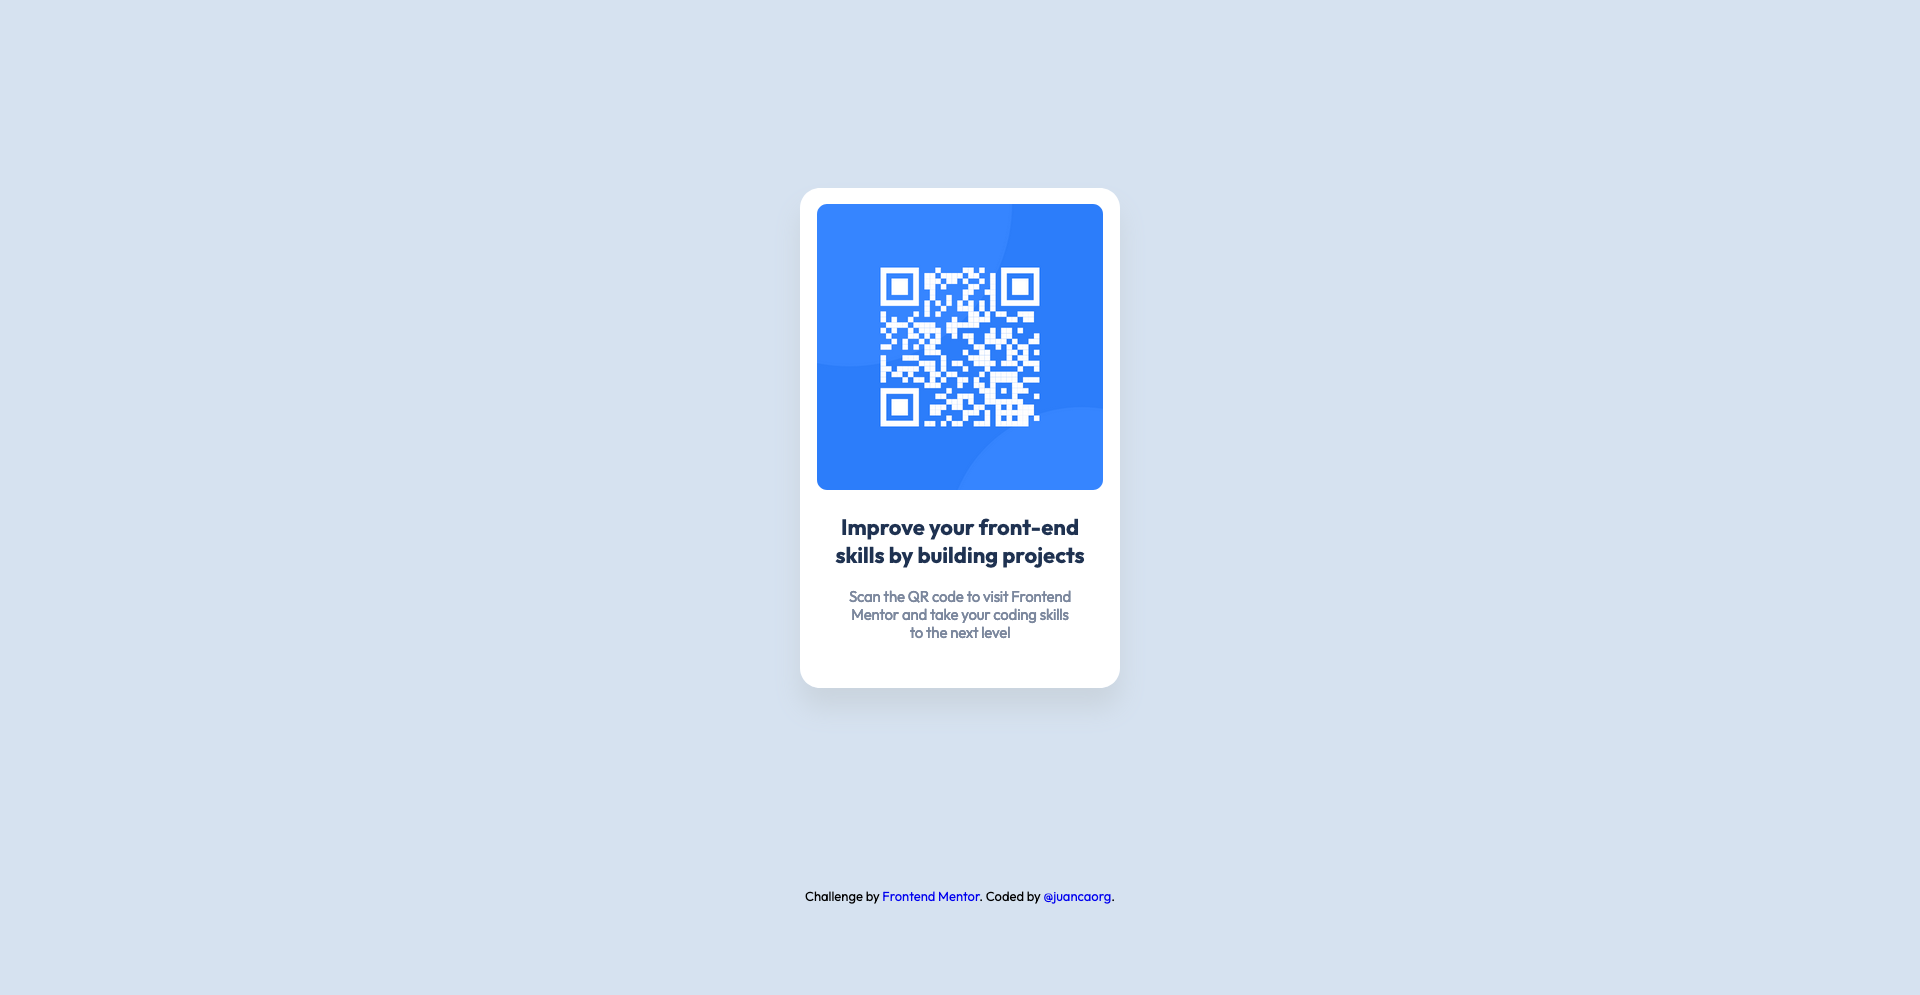 Improve your front-end
skills by building projects
Scan the QR code to visit Frontend
Mentor and take your coding skills
to the next level
Challenge by Frontend Mentor. Coded by @juancaorg.